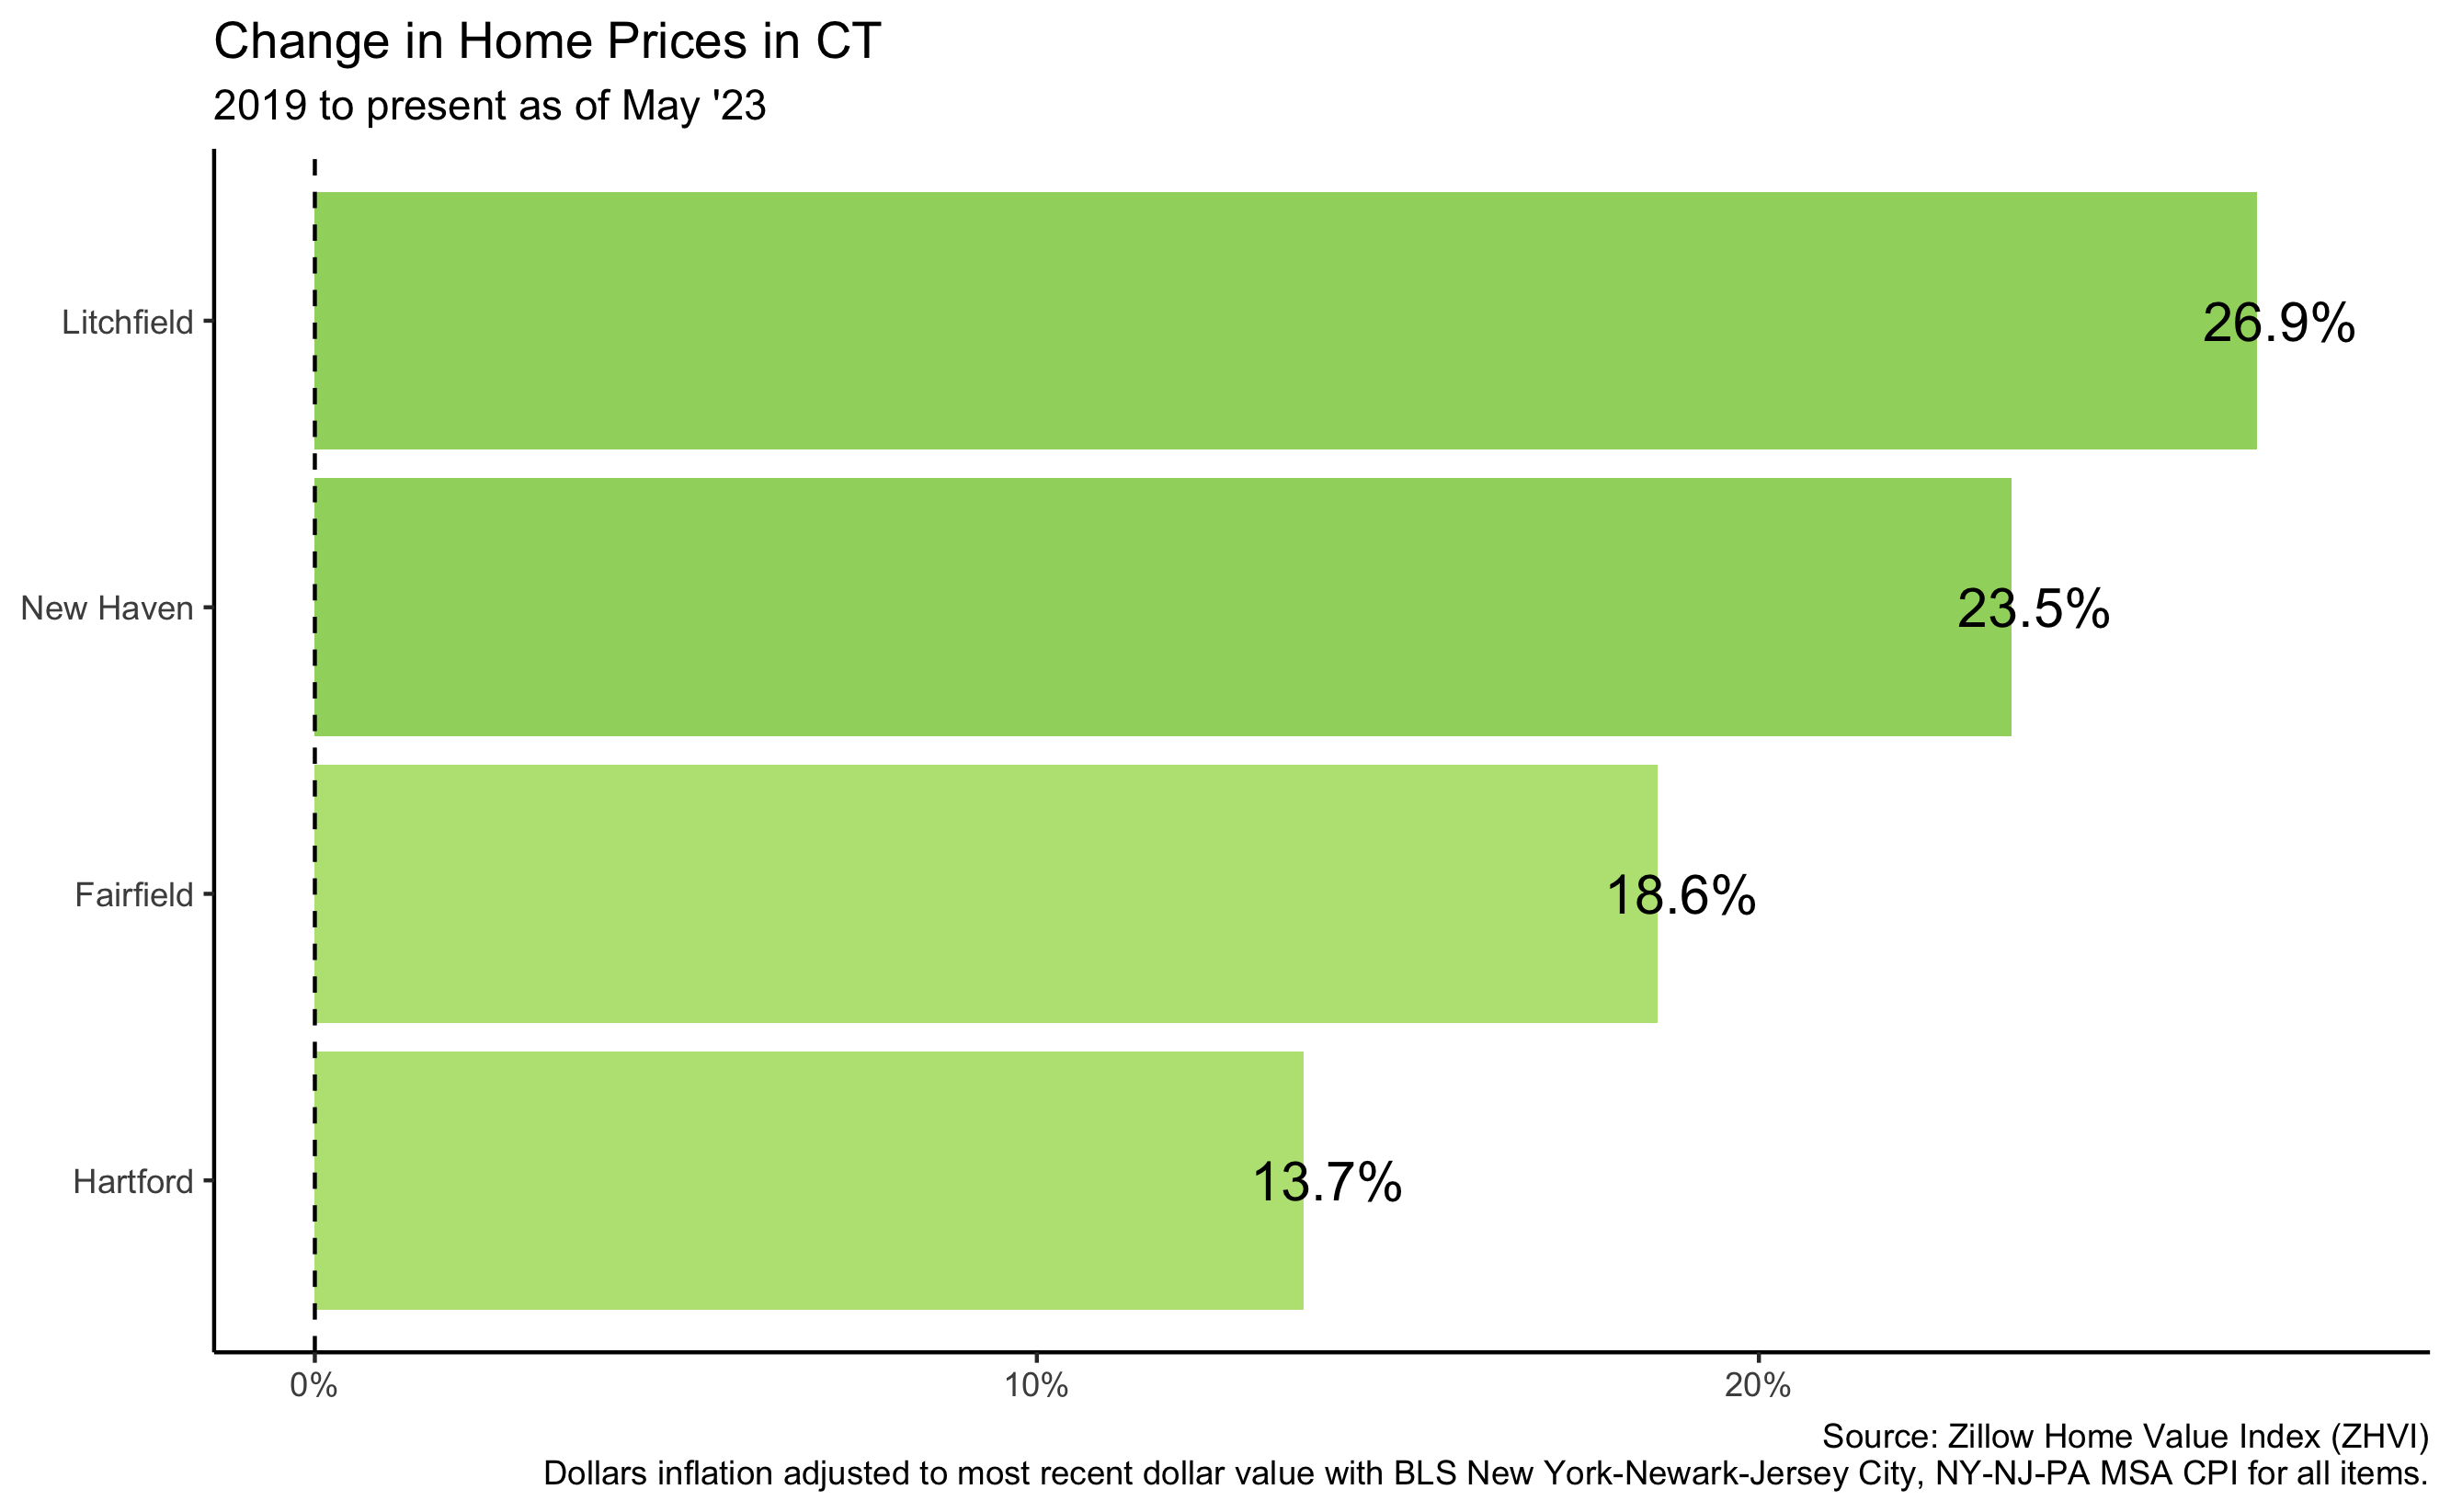 Change in Home Prices in CT
2019 to present as of May '23
Litchfield
26.9%
New Haven
23.5%
Fairfield
18.6%
Hartford
13.7%
0%
10%
20%
Source: Zillow Home Value Index (ZHVI)
Dollars inflation adjusted to most recent dollar value with BLS New York-Newark-Jersey City, NY-NJ-PA MSA CPI for all items.